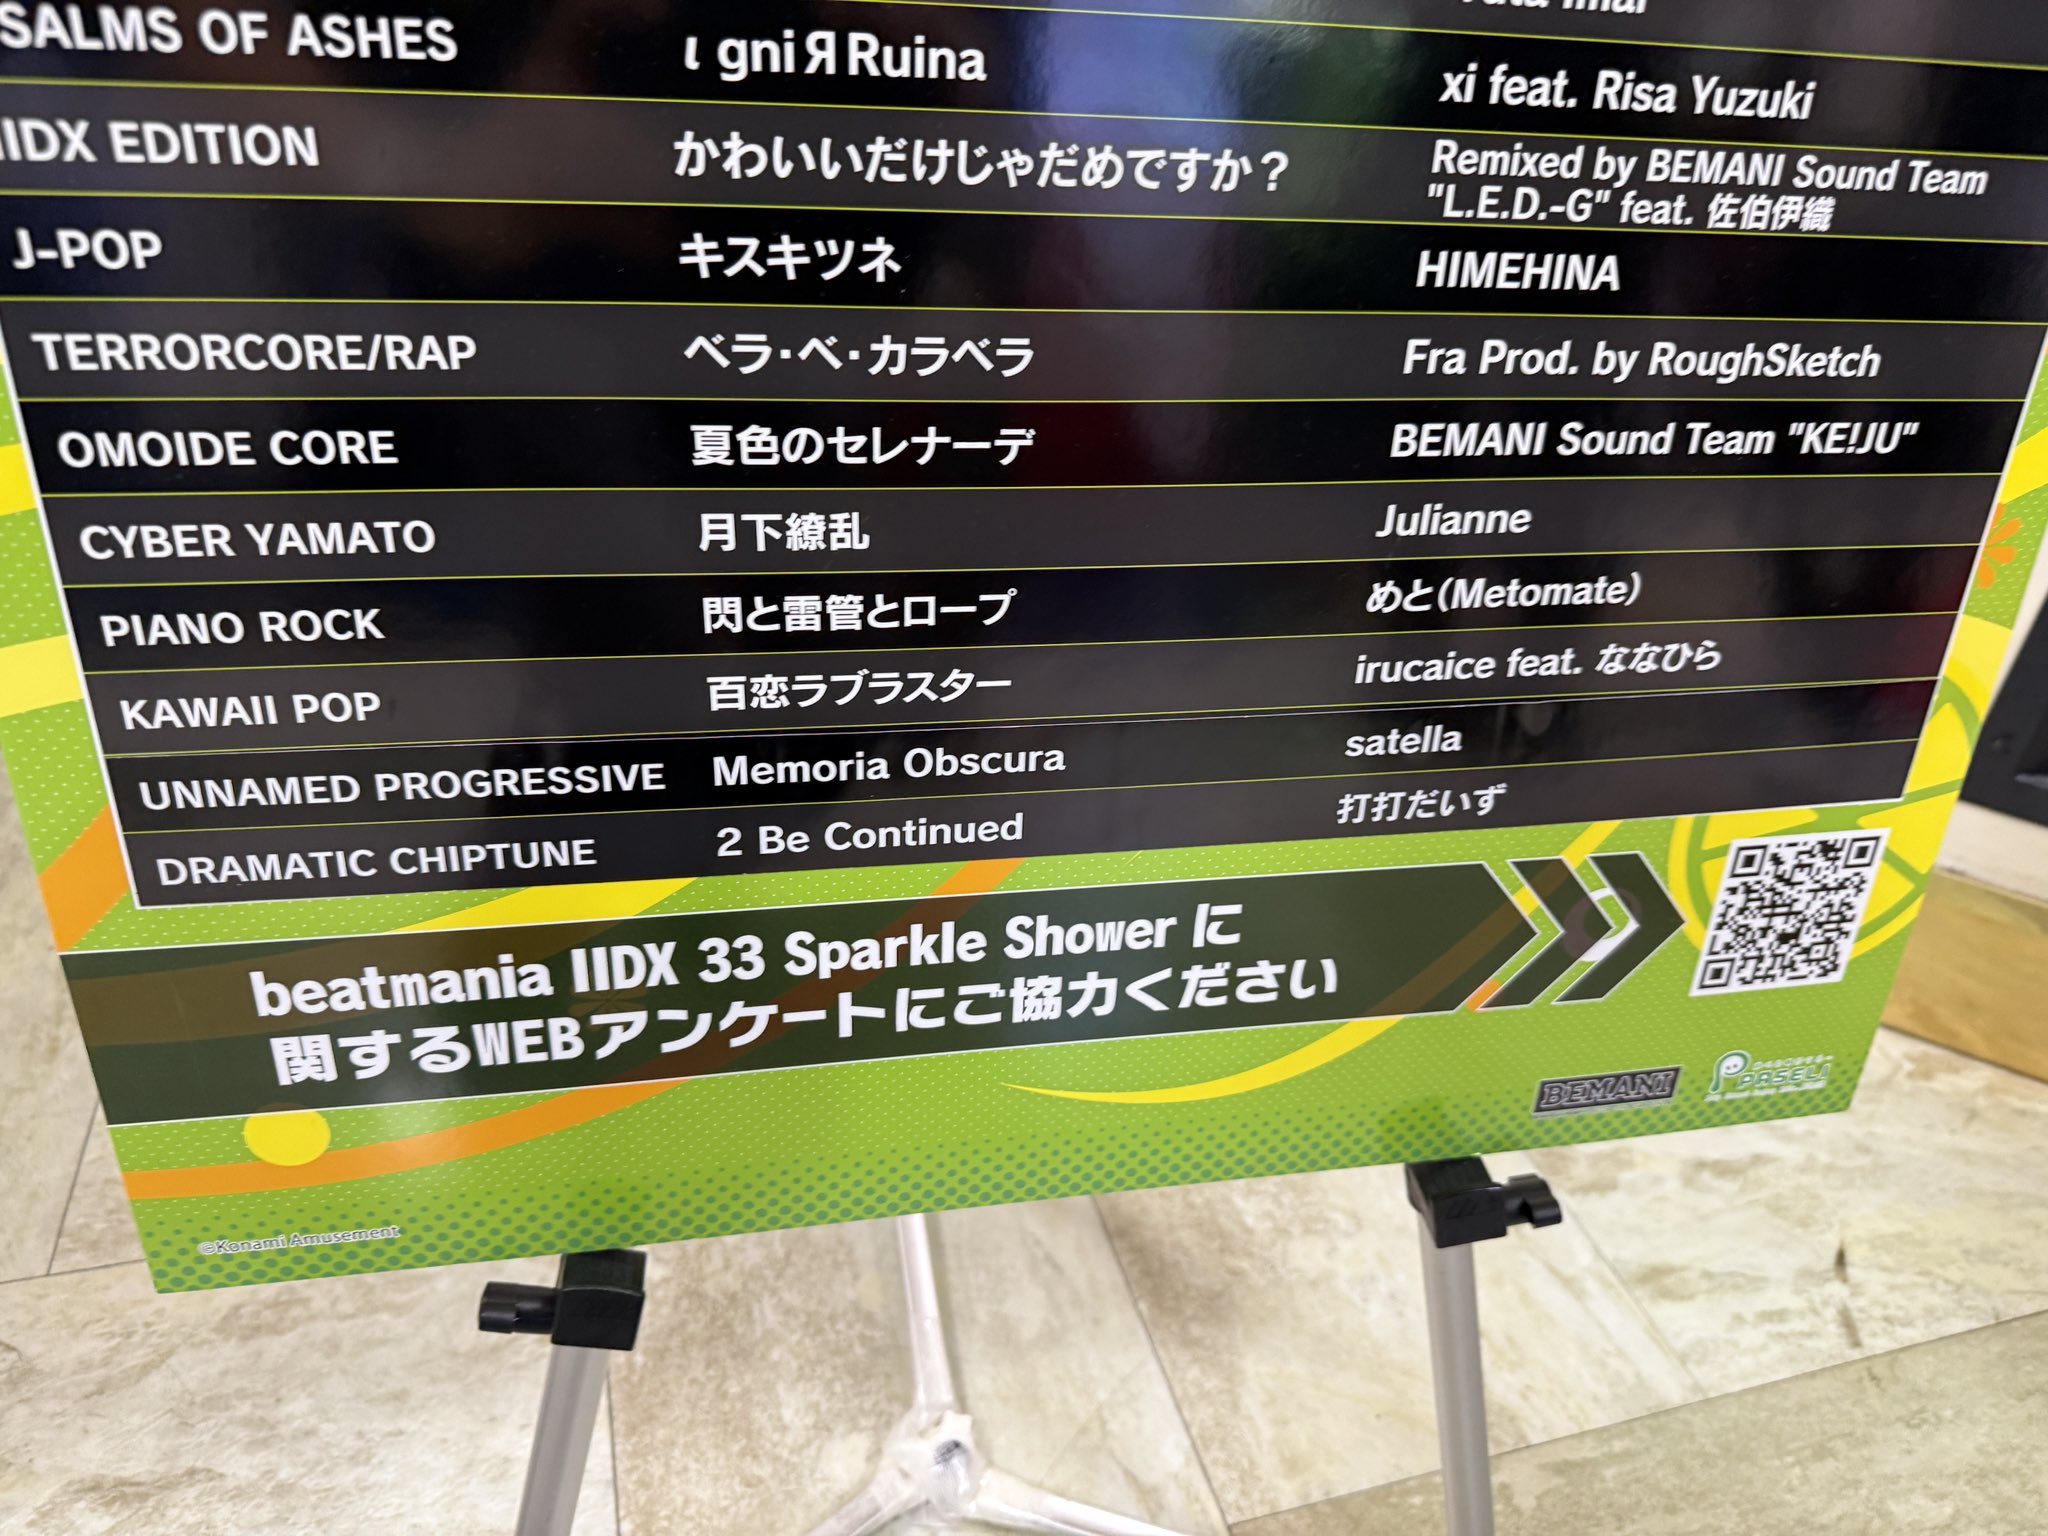 SALMS OF ASHES ι gniЯRuina xi feat. Risa Yuzuki
IIDX EDITION かわいいだけじゃだめですか？ Remixed by BEMANI Sound Team
"L.E.D.-G" feat. 佐伯伊織
J-POP キスキツネ HIMEHINA
TERRORCORE/RAP ベラ・ベ・カラベラ Fra Prod. by RoughSketch
OMOIDE CORE 夏色のセレナーデ BEMANI Sound Team "KE!JU"
CYBER YAMATO 月下繚乱 Julianne
PIANO ROCK 閃と雷管とロープ めと(Metomate)
KAWAII POP 百恋ラブラスター irucaice feat. ななひら
UNNAMED PROGRESSIVE Memoria Obscura satella
DRAMATIC CHIPTUNE 2 Be Continued 打打だいず
beatmania IIDX 33 Sparkle Shower に
関するWEBアンケートにご協力ください
BEMANI
PASELI
©Konami Amusement